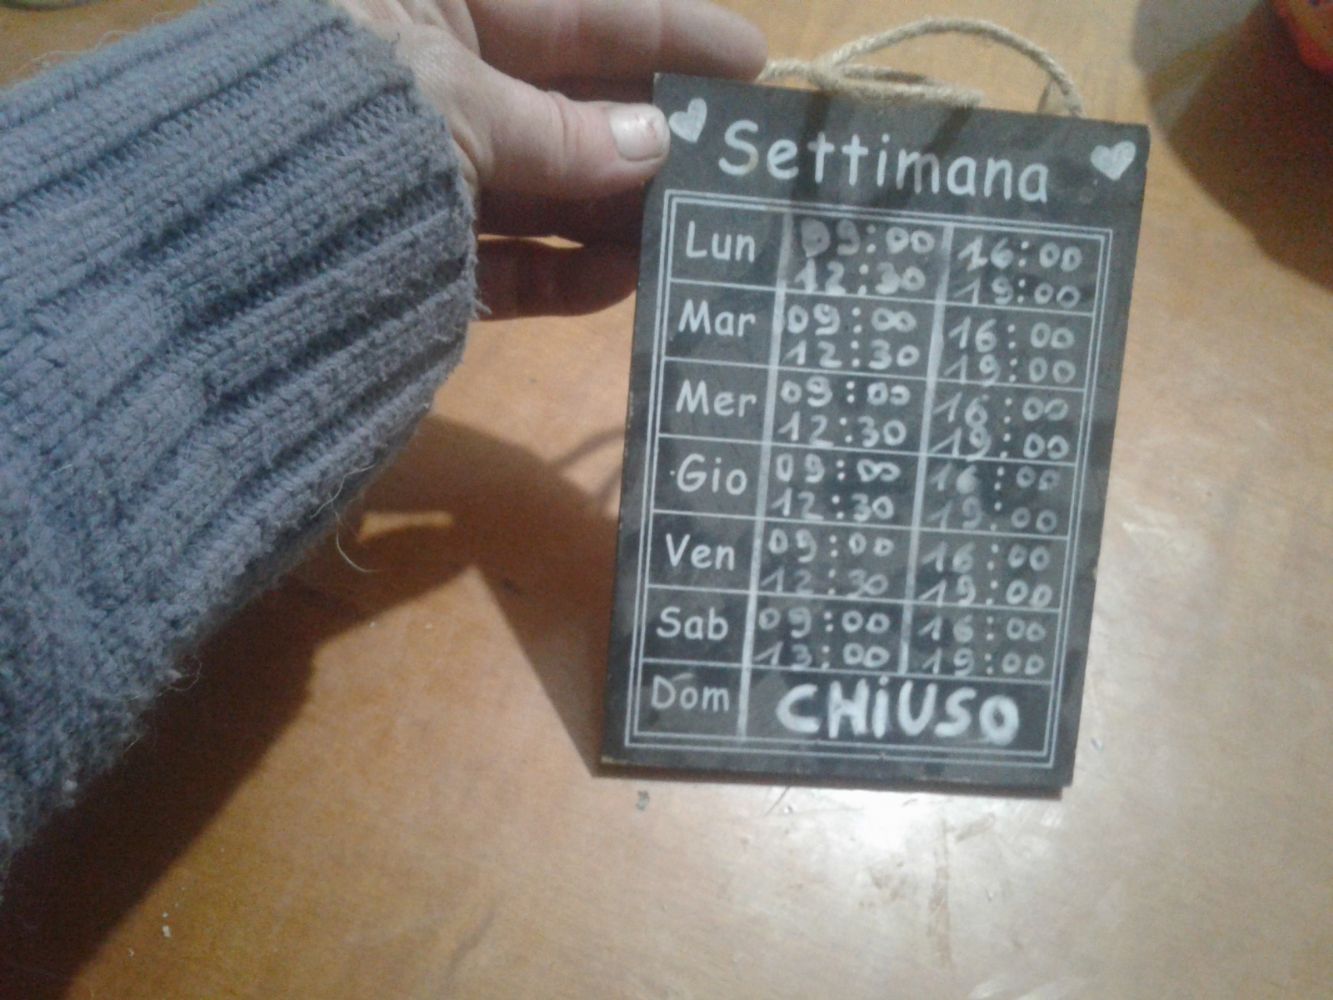 Settimana
Lun 09:00 16:00
12:30 19:00
Mar 09:00 16:00
12:30 19:00
Mer 09:00 16:00
12:30 19:00
Gio 09:00 16:00
12:30 19:00
Ven 09:00 16:00
12:30 19:00
Sab 09:00 16:00
13:00 19:00
Dom CHiUSO